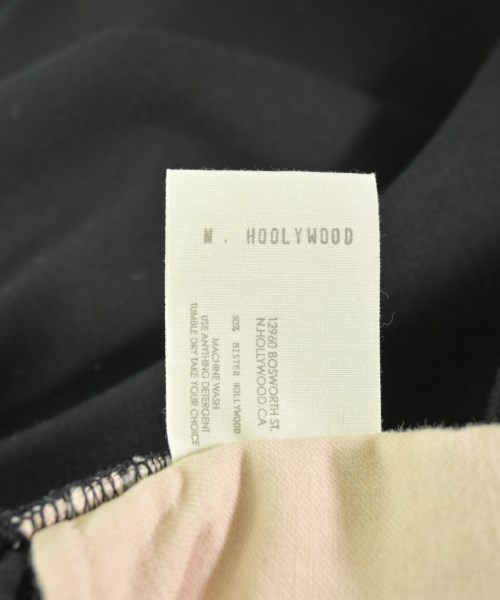 N. HOOLYWOOD
12960 BOSWORTH ST.
N.HOLLYWOOD.CA
50% MISTER HOLLYWOOD
MACHINE WASH
USE ANYTHING DETERGENT
TUMBLE DRY TAKE YOUR CHOICE